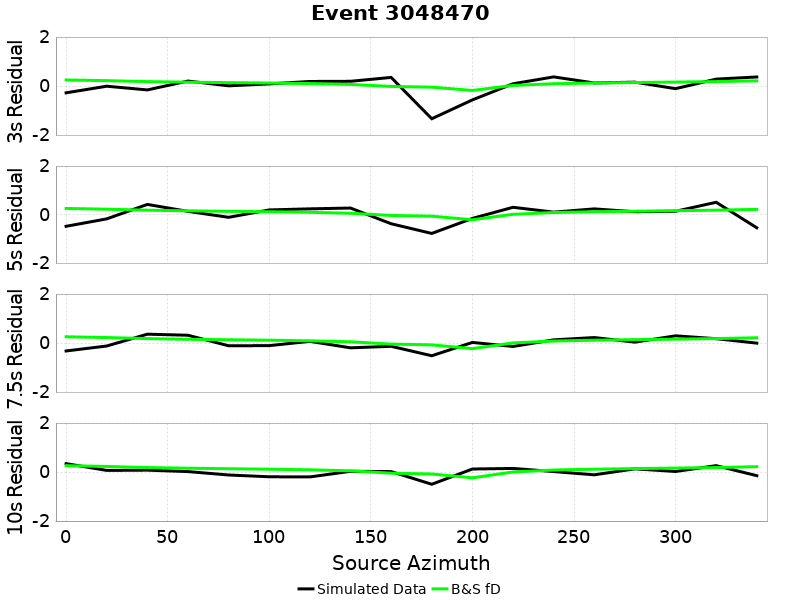 Event 3048470
3s Residual
2
0
-2
5s Residual
2
0
-2
7.5s Residual
2
0
-2
10s Residual
2
0
-2
0 50 100 150 200 250 300
Source Azimuth
Simulated Data B&S fD